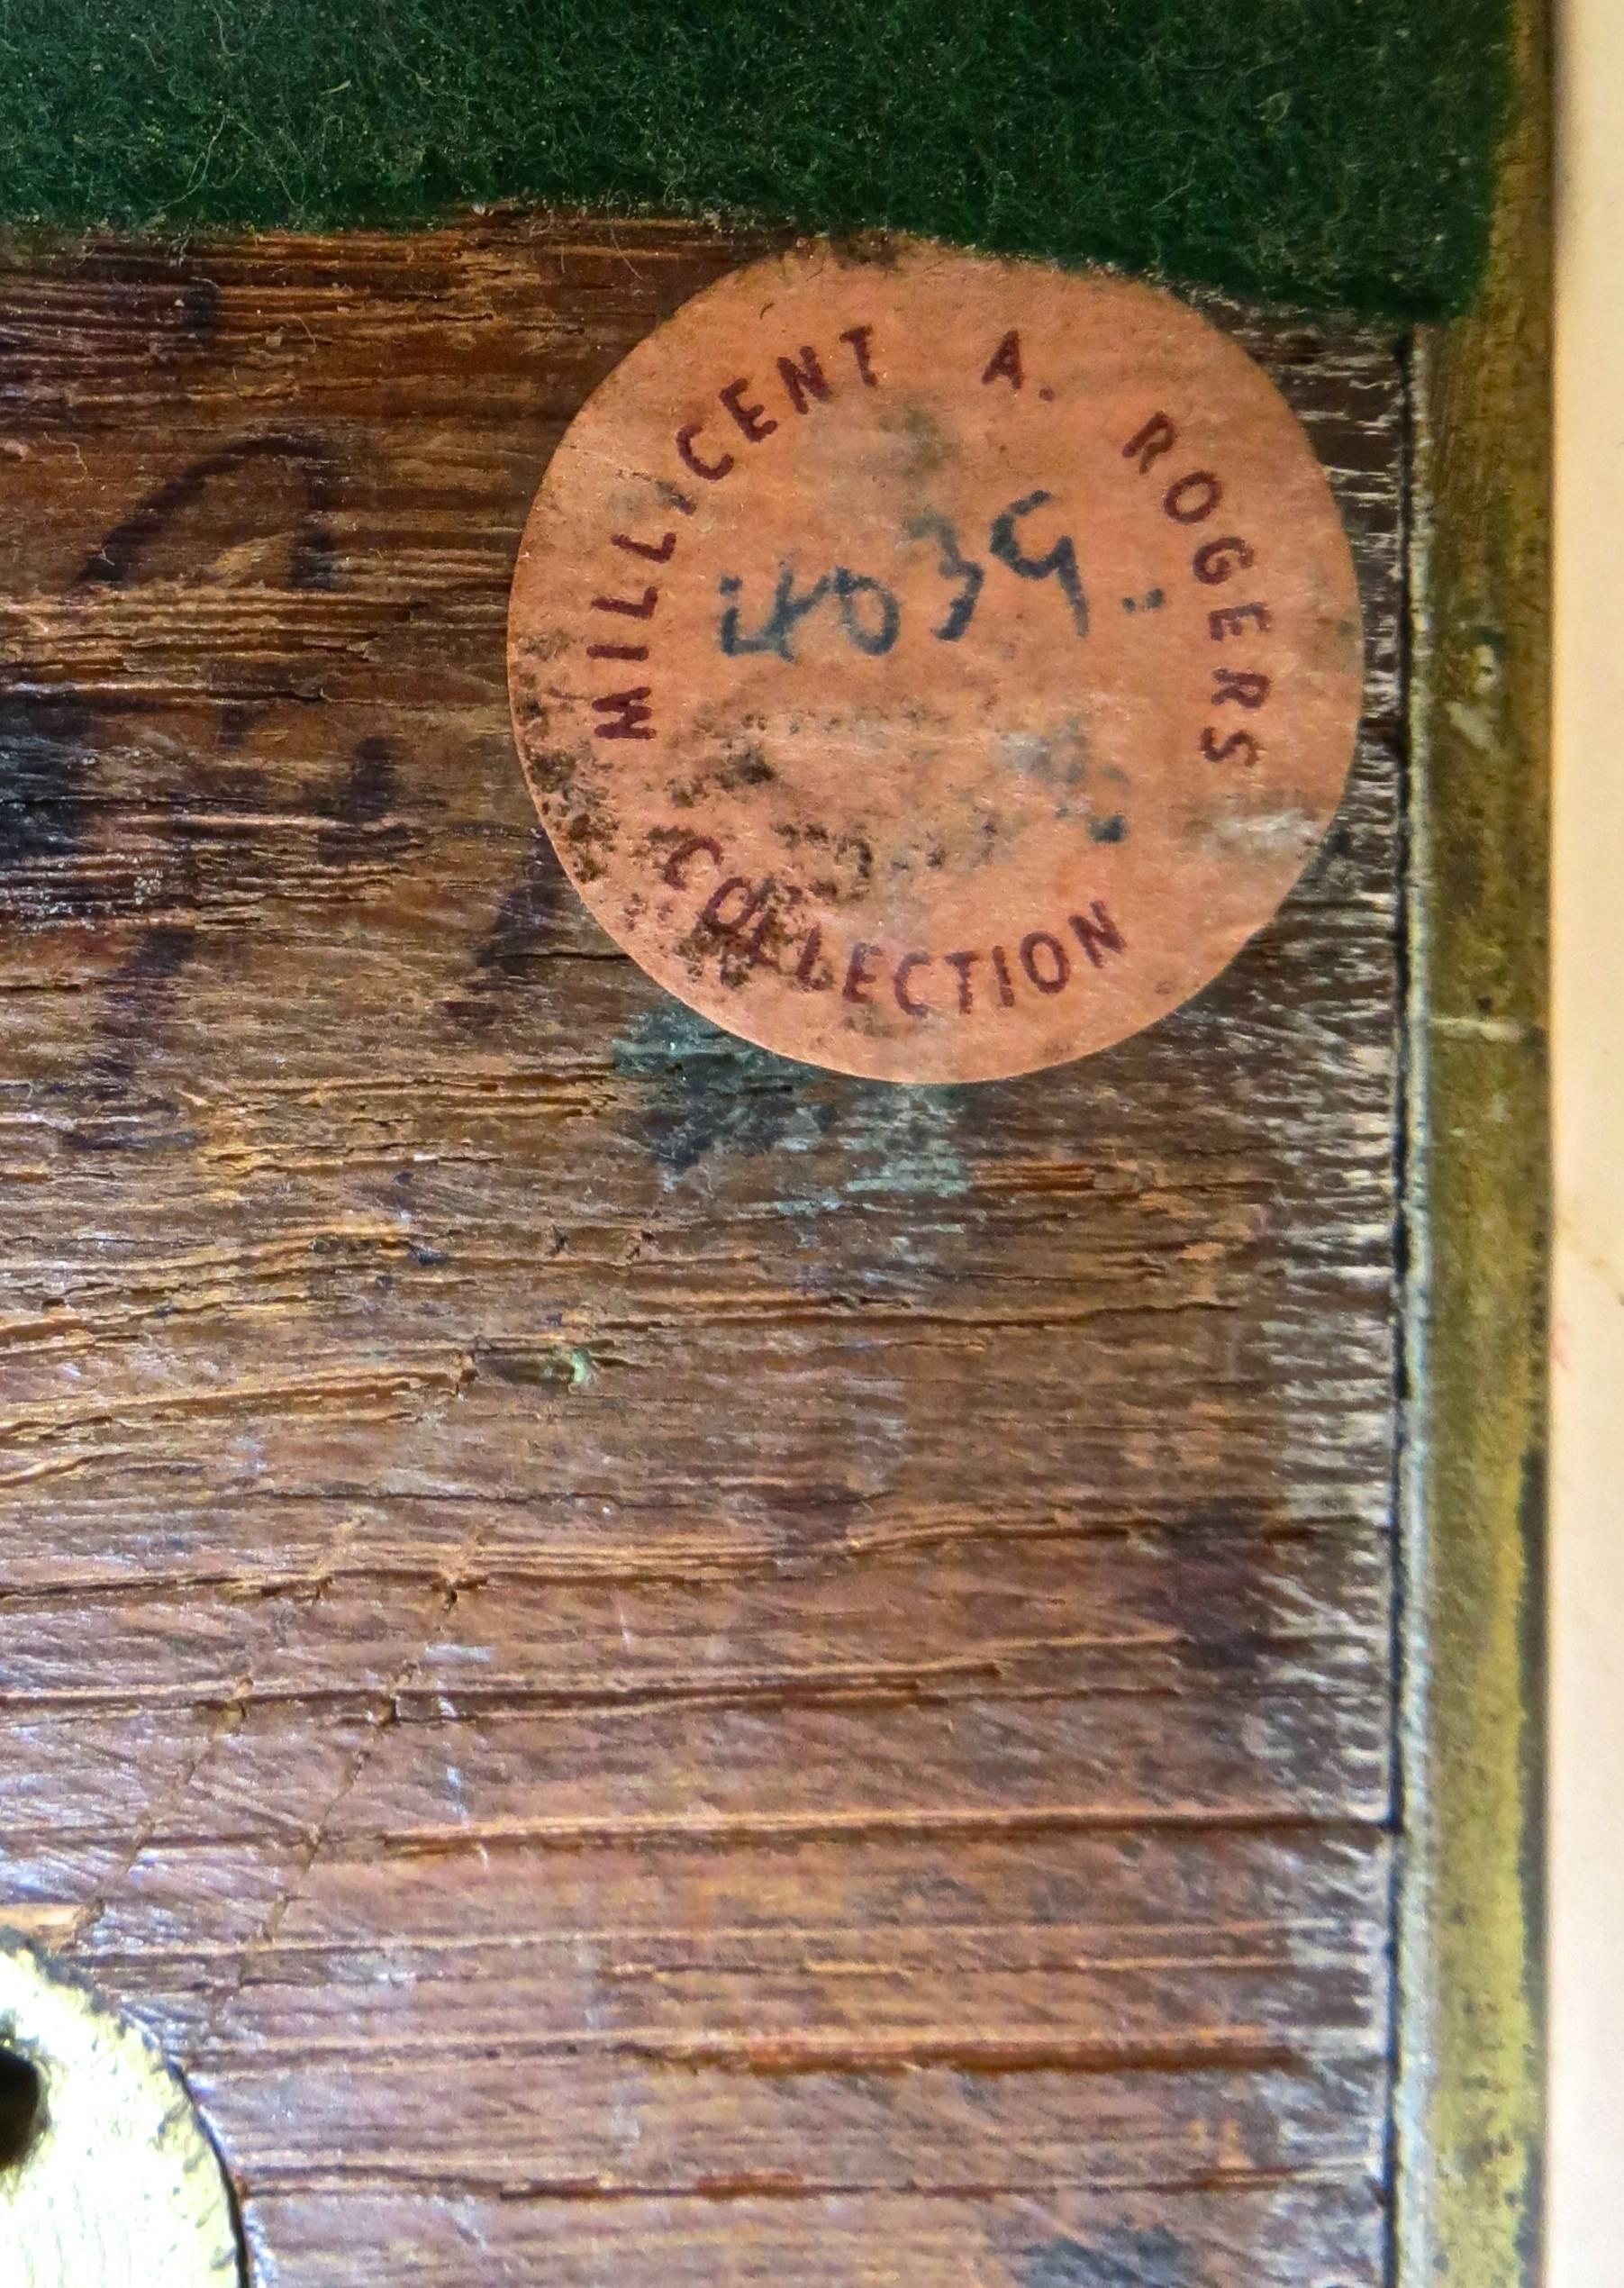 MILLICENT A. ROGERS
4039
COLLECTION